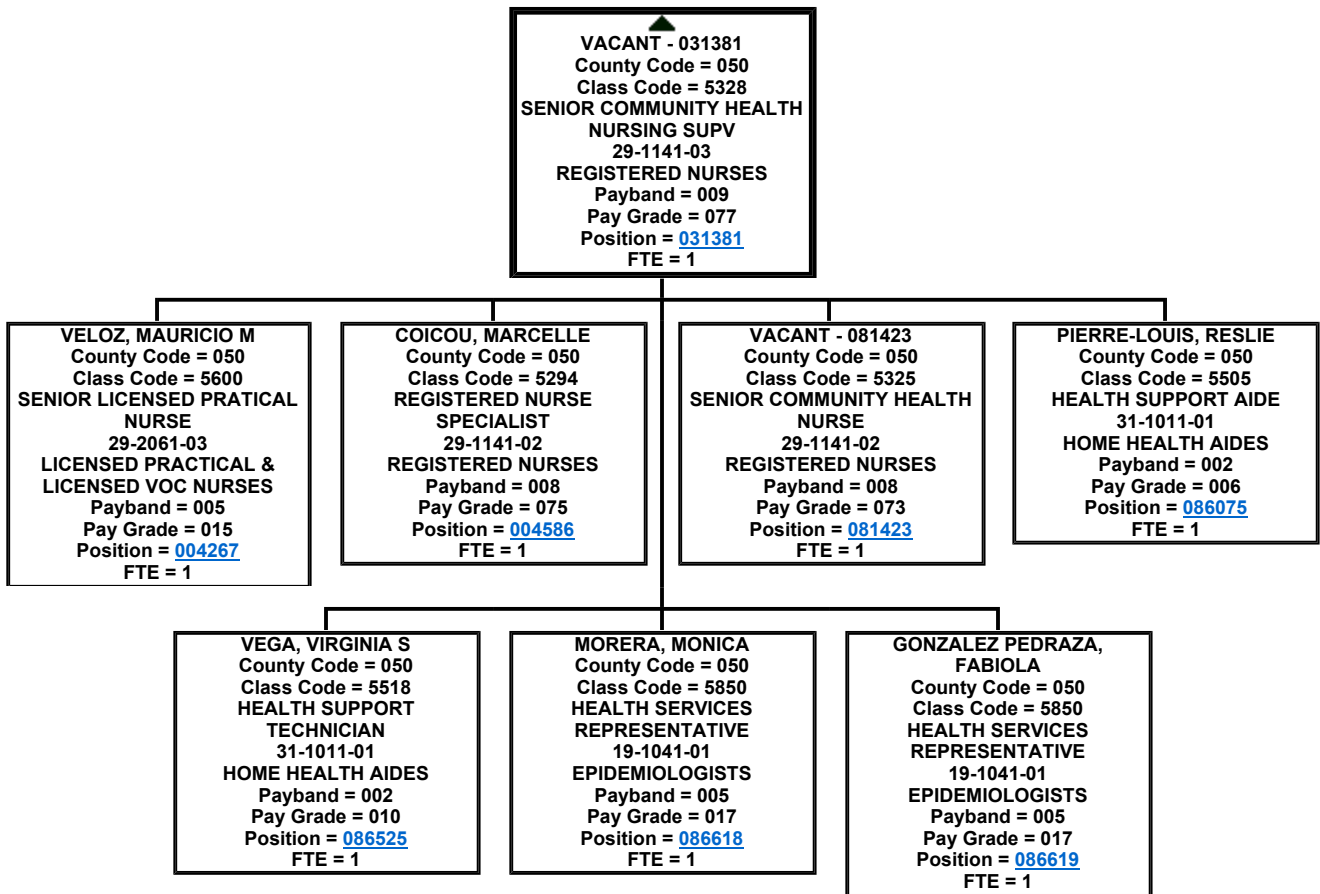 VACANT - 031381
County Code = 050
Class Code = 5328
SENIOR COMMUNITY HEALTH
NURSING SUPV
29-1141-03
REGISTERED NURSES
Payband = 009
Pay Grade = 077
Position = 031381
FTE = 1
VELOZ, MAURICIO M
County Code = 050
Class Code = 5600
SENIOR LICENSED PRATICAL
NURSE
29-2061-03
LICENSED PRACTICAL &
LICENSED VOC NURSES
Payband = 005
Pay Grade = 015
Position = 004267
FTE = 1
COICOU, MARCELLE
County Code = 050
Class Code = 5294
REGISTERED NURSE
SPECIALIST
29-1141-02
REGISTERED NURSES
Payband = 008
Pay Grade = 075
Position = 004586
FTE = 1
VACANT - 081423
County Code = 050
Class Code = 5325
SENIOR COMMUNITY HEALTH
NURSE
29-1141-02
REGISTERED NURSES
Payband = 008
Pay Grade = 073
Position = 081423
FTE = 1
PIERRE-LOUIS, RESLIE
County Code = 050
Class Code = 5505
HEALTH SUPPORT AIDE
31-1011-01
HOME HEALTH AIDES
Payband = 002
Pay Grade = 006
Position = 086075
FTE = 1
VEGA, VIRGINIA S
County Code = 050
Class Code = 5518
HEALTH SUPPORT
TECHNICIAN
31-1011-01
HOME HEALTH AIDES
Payband = 002
Pay Grade = 010
Position = 086525
FTE = 1
MORERA, MONICA
County Code = 050
Class Code = 5850
HEALTH SERVICES
REPRESENTATIVE
19-1041-01
EPIDEMIOLOGISTS
Payband = 005
Pay Grade = 017
Position = 086618
FTE = 1
GONZALEZ PEDRAZA,
FABIOLA
County Code = 050
Class Code = 5850
HEALTH SERVICES
REPRESENTATIVE
19-1041-01
EPIDEMIOLOGISTS
Payband = 005
Pay Grade = 017
Position = 086619
FTE = 1